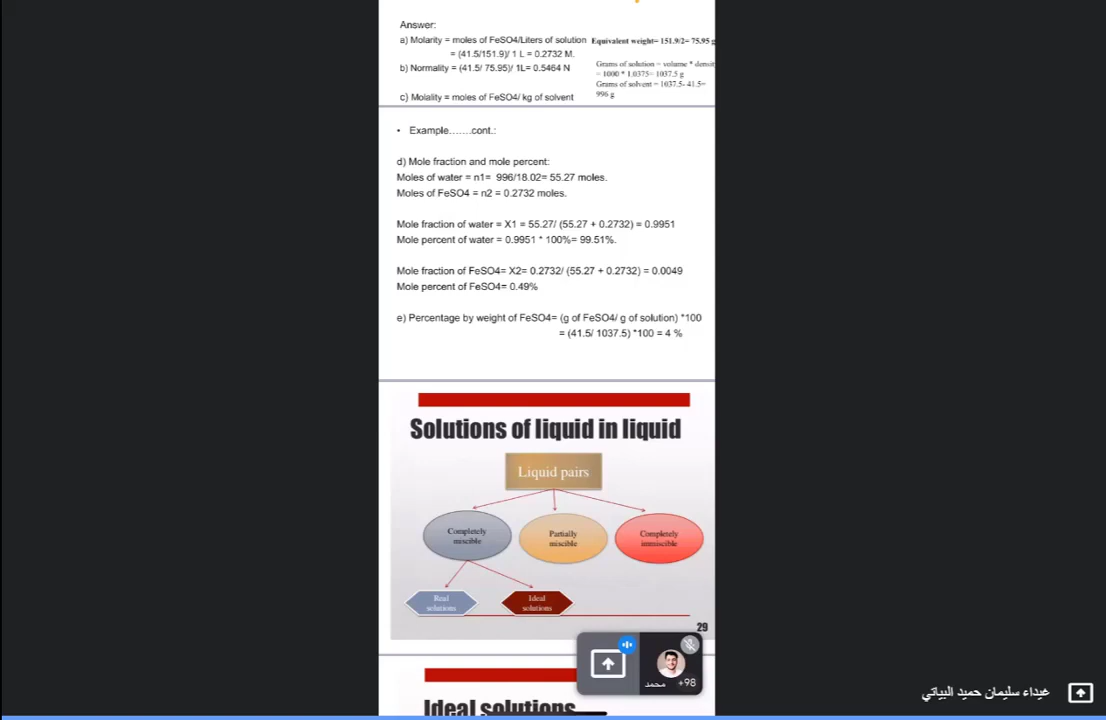 Answer:
a) Molarity = moles of FeSO4/Liters of solution
= (41.5/151.9)/ 1 L = 0.2732 M.
b) Normality = (41.5/ 75.95)/ 1L= 0.5464 N
c} Molality = moles of FeSO4/ kg of solvent
Equivalent weight= 151.9/2= 75.95 g
Grams of solution = volume * densit
= 1000 * 1.0375= 1037.5 g
Grams of solvent = 1037.5- 41.5=
996 g
• Example…….cont.:
d) Mole fraction and mole percent:
Moles of water = n1= 996/18.02= 55.27 moles.
Moles of FeSO4 = n2 = 0.2732 moles.
Mole fraction of water = X1 = 55.27/ (55.27 + 0.2732) = 0.9951
Mole percent of water = 0.9951 * 100%= 99.51%.
Mole fraction of FeSO4= X2= 0.2732/ (55.27 + 0.2732) = 0.0049
Mole percent of FeSO4= 0.49%
e) Percentage by weight of FeSO4= (g of FeSO4/ g of solution) *100
= (41.5/ 1037.5) *100 = 4 %
Solutions of liquid in liquid
Liquid pairs
Completely
miscible
Partially
miscible
Completely
immiscible
Real
solutions
Ideal
solutions
29
محمد
+98
Ideal solutions
غيداء سليمان حميد البياتي